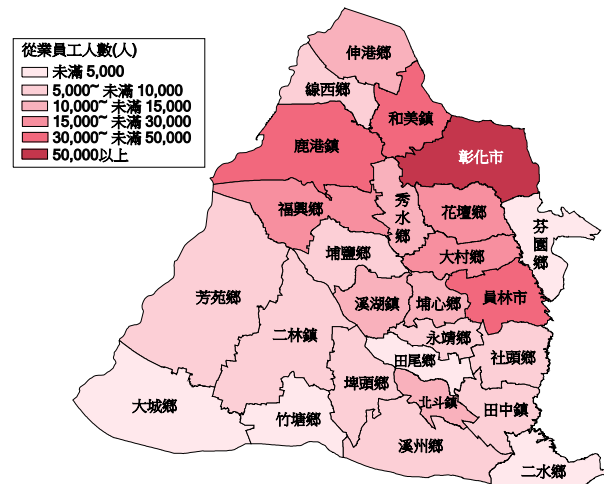 從業員工人數(人)
未滿 5,000
5,000~ 未滿 10,000
10,000~ 未滿 15,000
15,000~ 未滿 30,000
30,000~ 未滿 50,000
50,000以上
伸港鄉
線西鄉
和美鎮
鹿港鎮
彰化市
福興鄉
秀水鄉
花壇鄉
芬園鄉
埔鹽鄉
大村鄉
芳苑鄉
溪湖鎮
埔心鄉
員林市
二林鎮
永靖鄉
田尾鄉
社頭鄉
埤頭鄉
大城鄉
竹塘鄉
北斗鎮
田中鎮
溪州鄉
二水鄉